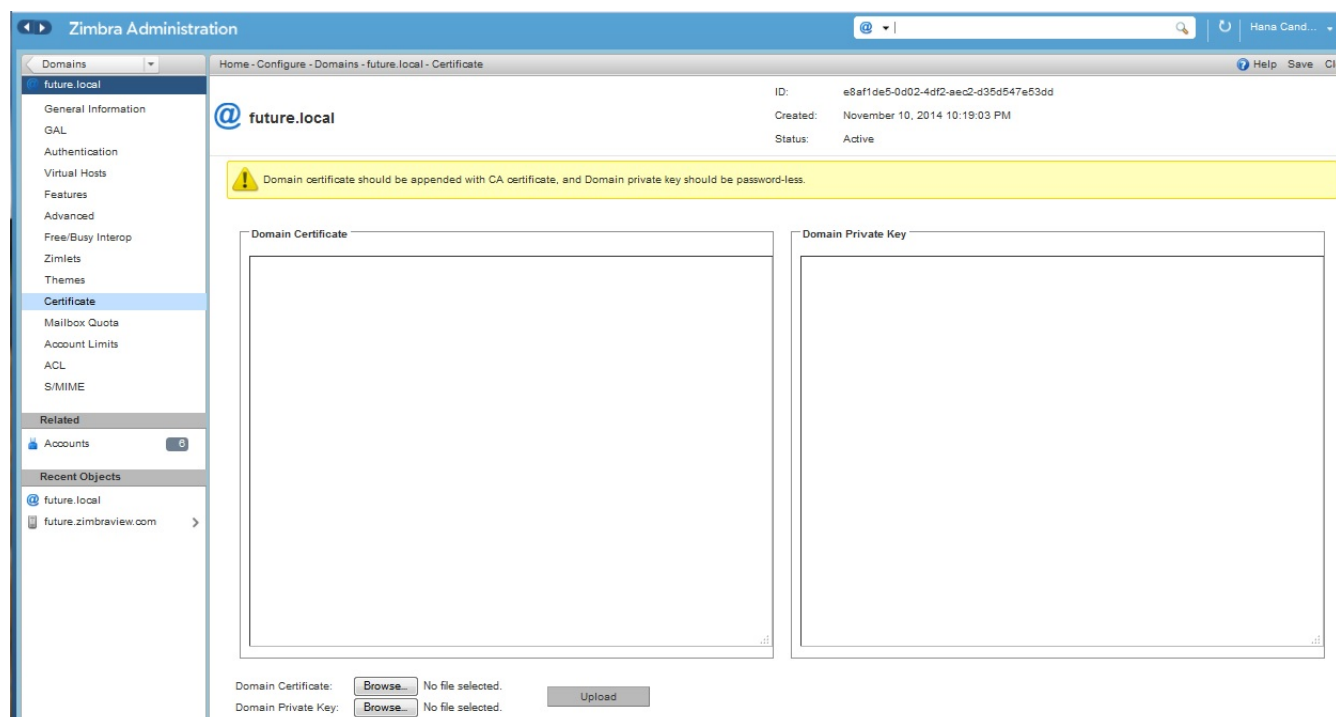 Zimbra Administration
@
Hana Cand...
Domains
Home - Configure - Domains - future.local - Certificate
Help Save Cl
@ future.local
General Information
GAL
Authentication
Virtual Hosts
Features
Advanced
Free/Busy Interop
Zimlets
Themes
Certificate
Mailbox Quota
Account Limits
ACL
S/MIME
Related
Accounts 6
Recent Objects
@ future.local
future.zimbraview.com
@ future.local
ID: e8af1de5-0d02-4df2-aec2-d35d547e53dd
Created: November 10, 2014 10:19:03 PM
Status: Active
Domain certificate should be appended with CA certificate, and Domain private key should be password-less.
Domain Certificate
Domain Private Key
Domain Certificate: Browse... No file selected.
Domain Private Key: Browse... No file selected.
Upload